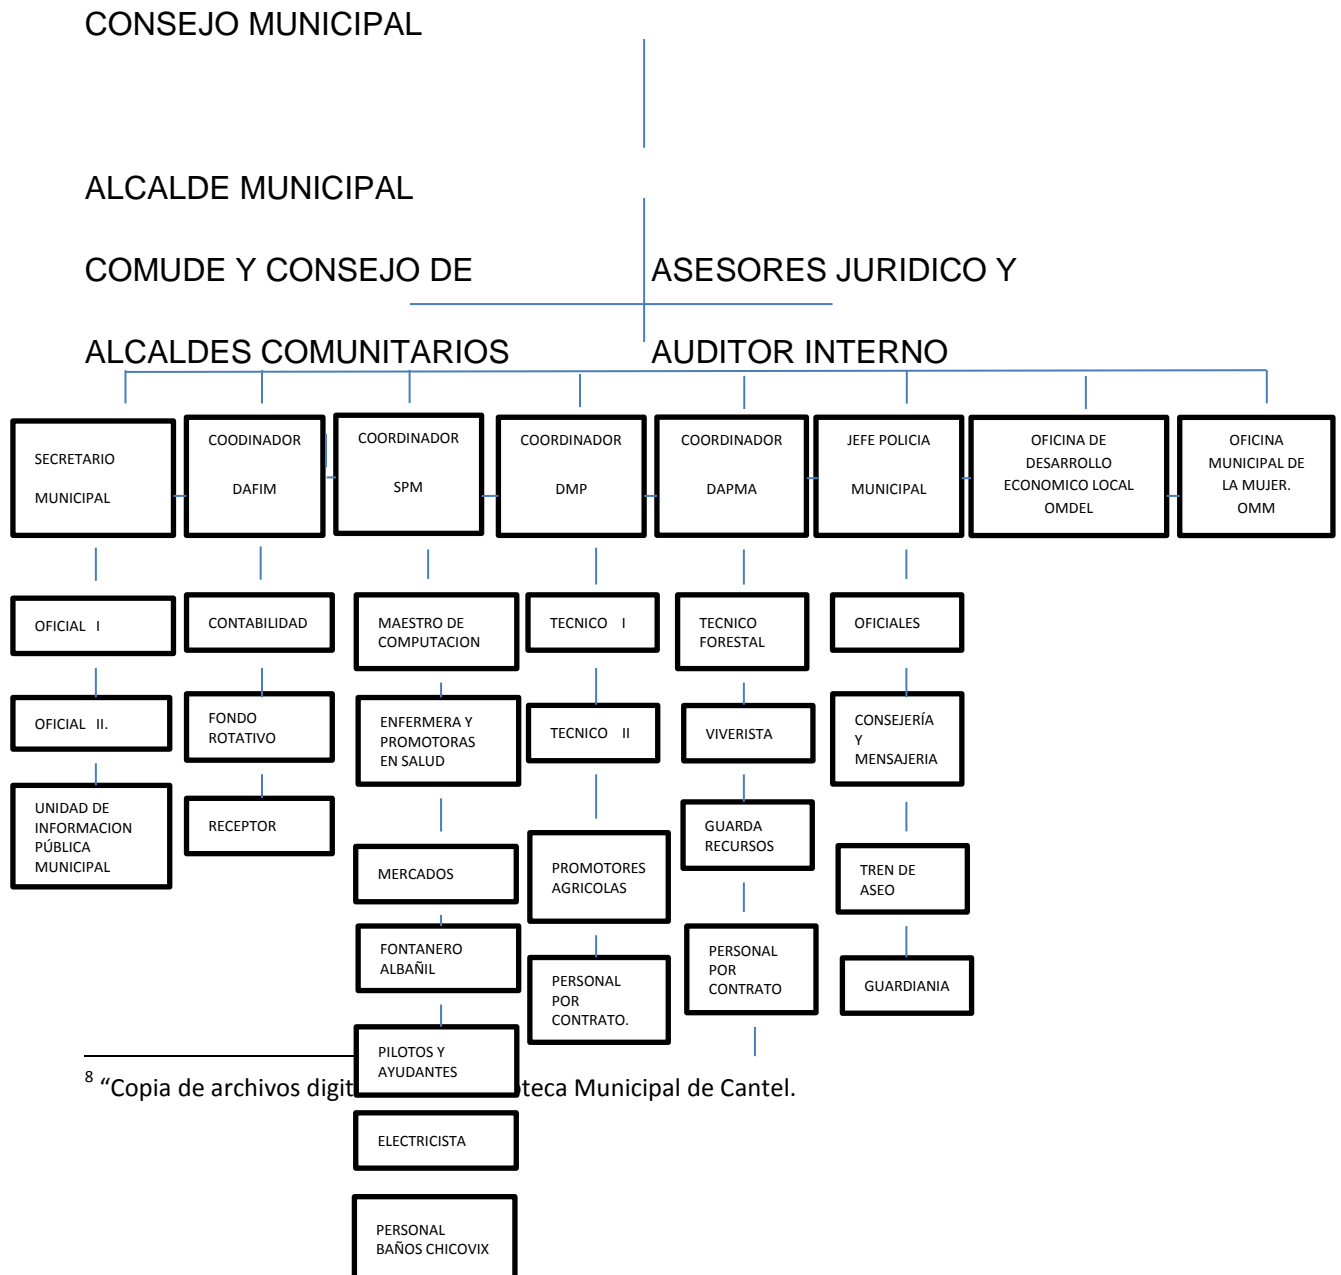 CONSEJO MUNICIPAL
ALCALDE MUNICIPAL
COMUDE Y CONSEJO DE
ALCALDES COMUNITARIOS
ASESORES JURIDICO Y
AUDITOR INTERNO
SECRETARIO
MUNICIPAL
COODINADOR
DAFIM
COORDINADOR
SPM
COORDINADOR
DMP
COORDINADOR
DAPMA
JEFE POLICIA
MUNICIPAL
OFICINA DE
DESARROLLO
ECONOMICO LOCAL
OMDEL
OFICINA
MUNICIPAL DE
LA MUJER.
OMM
OFICIAL I
OFICIAL II.
UNIDAD DE
INFORMACION
PÚBLICA
MUNICIPAL
CONTABILIDAD
FONDO
ROTATIVO
RECEPTOR
MAESTRO DE
COMPUTACION
ENFERMERA Y
PROMOTORAS
EN SALUD
MERCADOS
FONTANERO
ALBAÑIL
PILOTOS Y
AYUDANTES
ELECTRICISTA
PERSONAL
BAÑOS CHICOVIX
TECNICO I
TECNICO II
PROMOTORES
AGRICOLAS
PERSONAL
POR
CONTRATO.
TECNICO
FORESTAL
VIVERISTA
GUARDA
RECURSOS
PERSONAL
POR
CONTRATO
OFICIALES
CONSEJERÍA
Y
MENSAJERIA
TREN DE
ASEO
GUARDIANIA
8 “Copia de archivos Municipal de Cantel.